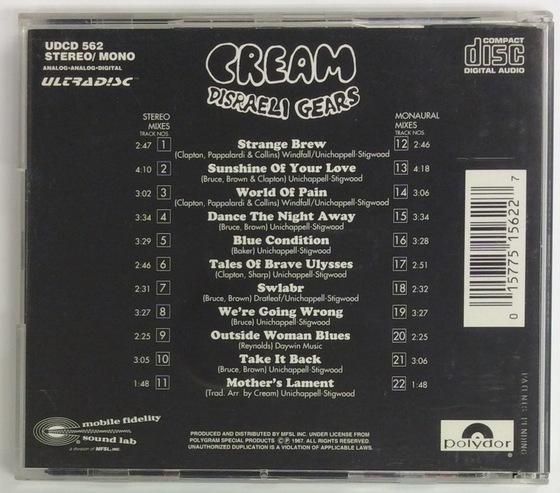 UDCD 562
STEREO/ MONO
ANALOG-ANALOG-DIGITAL
ULTRADISC™
CREAM
DISRAELI GEARS
COMPACT
disc
DIGITAL AUDIO
STEREO
MIXES
TRACK NOS.
MONAURAL
MIXES
TRACK NOS.
2:47 1 Strange Brew 12 2:46
(Clapton, Pappalardi & Collins) Windfall/Unichappell-Stigwood
4:10 2 Sunshine Of Your Love 13 4:18
(Bruce, Brown & Clapton) Unichappell-Stigwood
3:02 3 World Of Pain 14 3:06
(Clapton, Pappalardi & Collins) Windfall/Unichappell-Stigwood
3:34 4 Dance The Night Away 15 3:34
(Bruce, Brown) Unichappell-Stigwood
3:29 5 Blue Condition 16 3:28
(Baker) Unichappell-Stigwood
2:46 6 Tales Of Brave Ulysses 17 2:51
(Clapton, Sharp) Unichappell-Stigwood
2:31 7 Swlabr 18 2:32
(Bruce, Brown) Dratleaf/Unichappell-Stigwood
3:27 8 We're Going Wrong 19 3:27
(Bruce) Unichappell-Stigwood
2:25 9 Outside Woman Blues 20 2:25
(Reynolds) Daywin Music
3:05 10 Take It Back 21 3:06
(Bruce, Brown) Unichappell-Stigwood
1:48 11 Mother's Lament 22 1:48
(Trad. Arr. by Cream) Unichappell-Stigwood
0 15775 15622 7
mobile fidelity
sound lab
a division of MFSL, INC.
PRODUCED AND DISTRIBUTED BY MFSL INC. UNDER LICENSE FROM
POLYGRAM SPECIAL PRODUCTS ©℗ 1967. ALL RIGHTS RESERVED.
UNAUTHORIZED DUPLICATION IS A VIOLATION OF APPLICABLE LAWS.
polydor
PATENTS PENDING